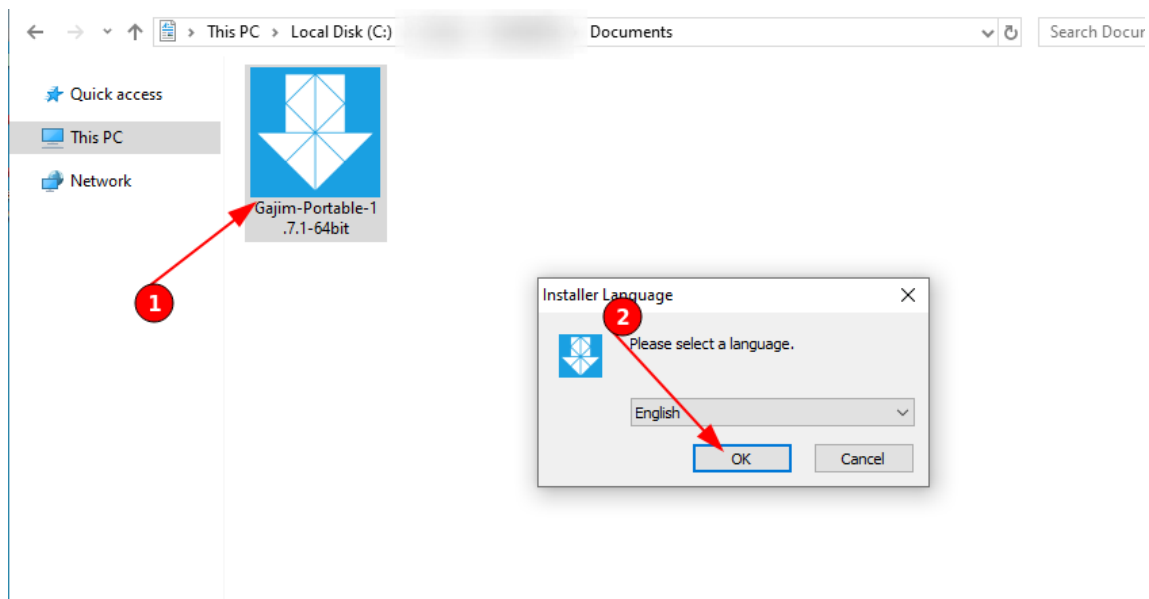 This PC > Local Disk (C:) Documents
Search Docur
Quick access
This PC
Network
Gajim-Portable-1
.7.1-64bit
1
Installer Language
2
Please select a language.
English
OK
Cancel